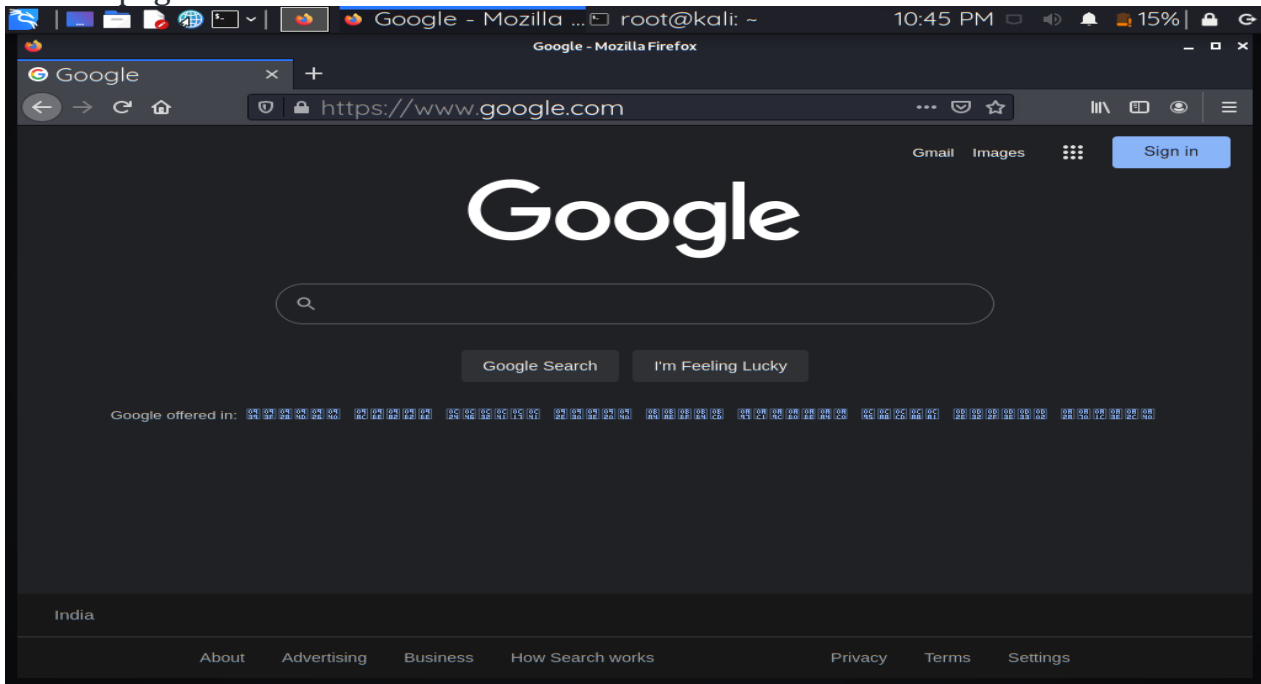 Google - Mozilla ... root@kali: ~ 10:45 PM 15%
Google - Mozilla Firefox
Google
https://www.google.com
Gmail Images Sign in
Google
Google Search I'm Feeling Lucky
Google offered in:
India
About Advertising Business How Search works Privacy Terms Settings